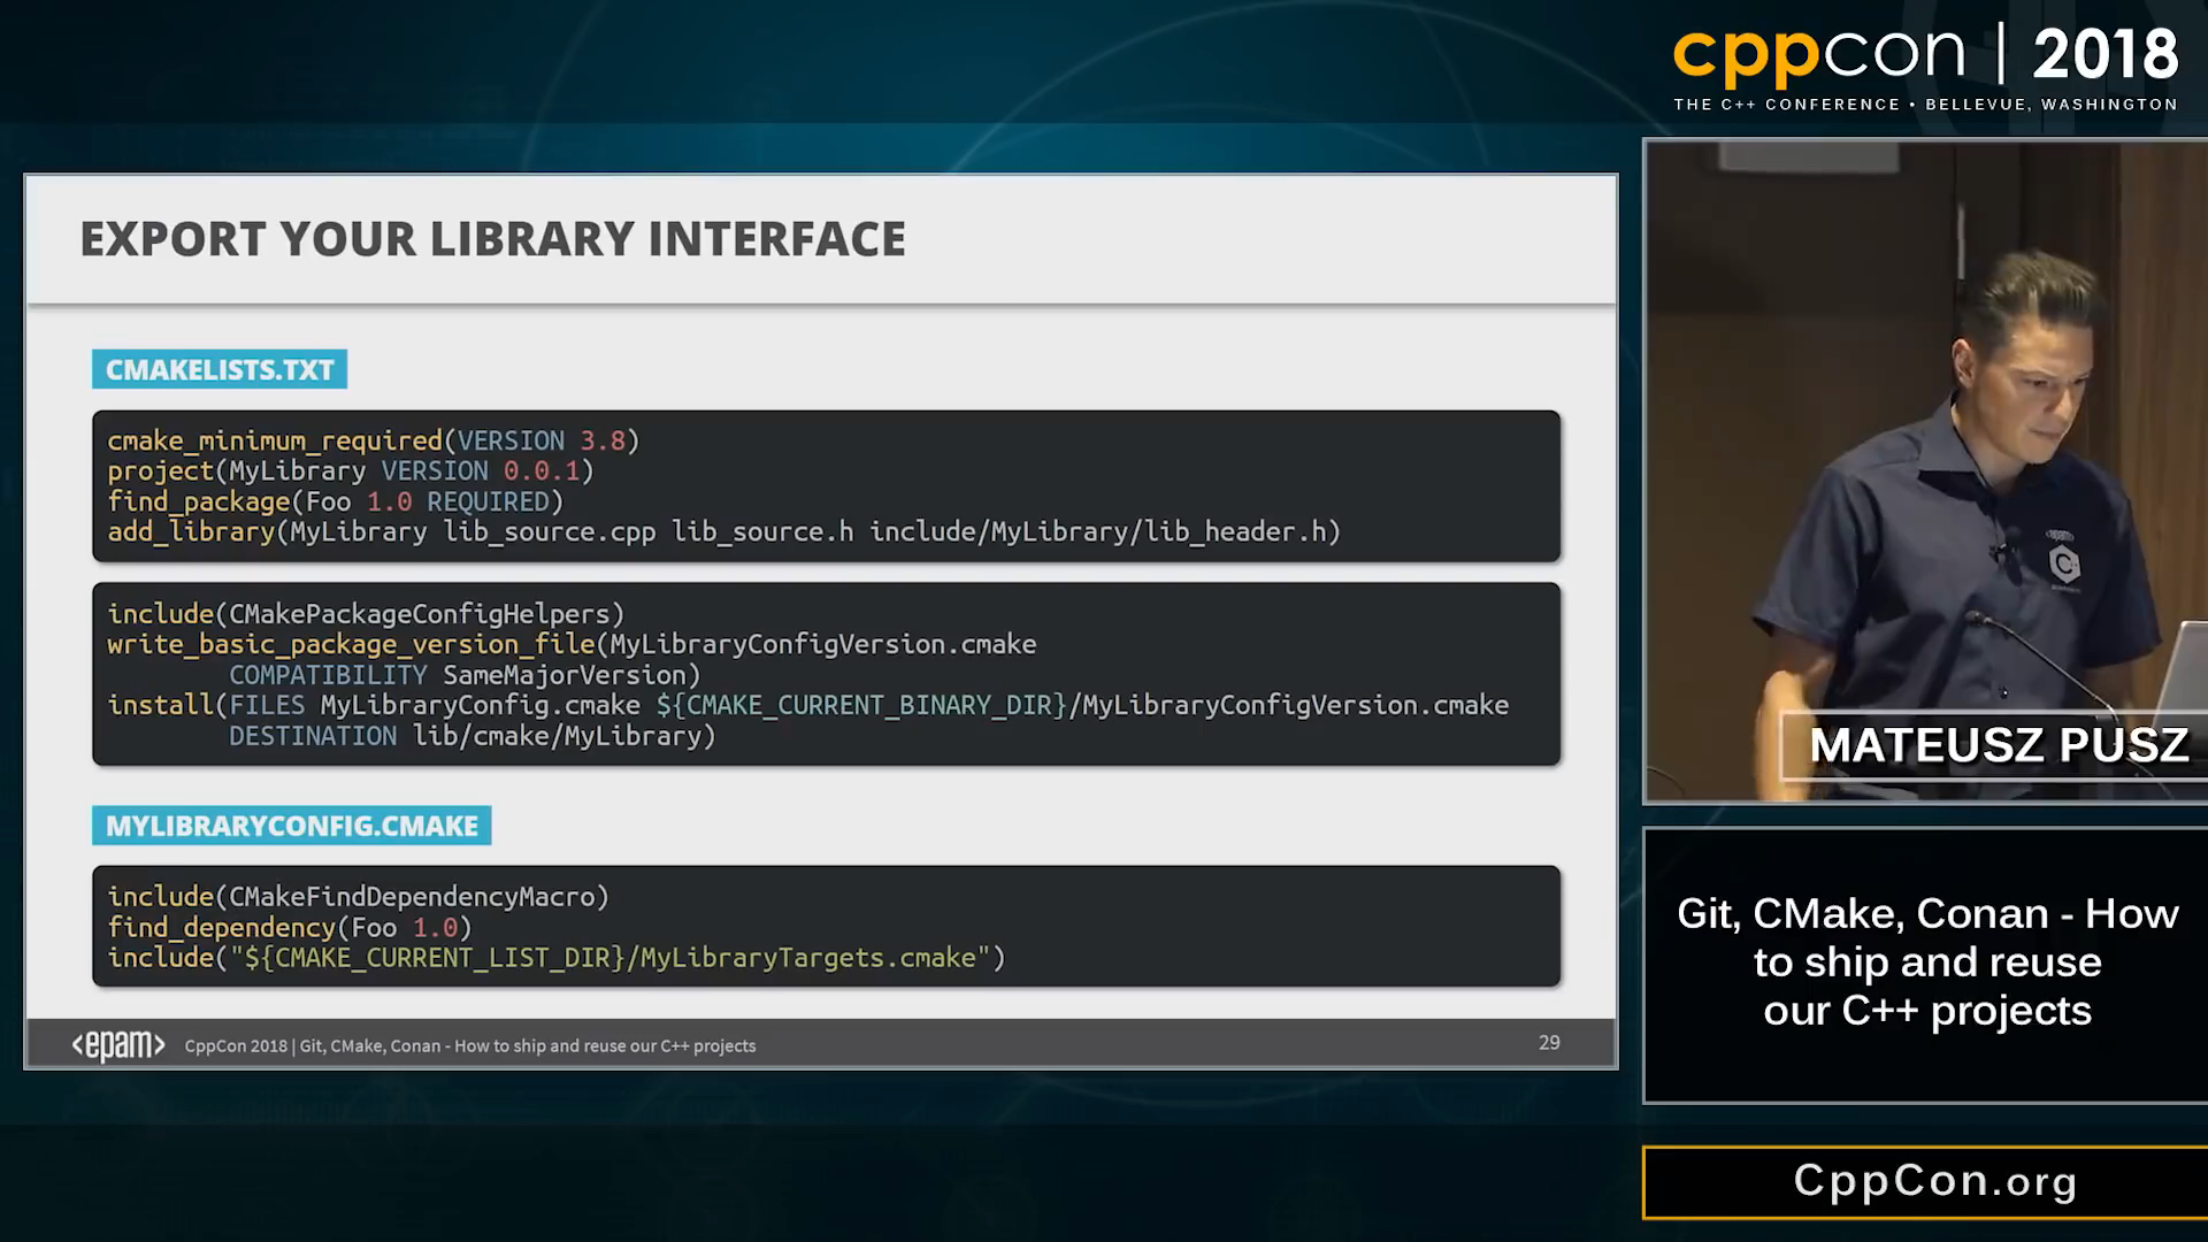 cppcon | 2018
THE C++ CONFERENCE • BELLEVUE, WASHINGTON
EXPORT YOUR LIBRARY INTERFACE
CMAKELISTS.TXT
cmake_minimum_required(VERSION 3.8)
project(MyLibrary VERSION 0.0.1)
find_package(Foo 1.0 REQUIRED)
add_library(MyLibrary lib_source.cpp lib_source.h include/MyLibrary/lib_header.h)
include(CMakePackageConfigHelpers)
write_basic_package_version_file(MyLibraryConfigVersion.cmake
COMPATIBILITY SameMajorVersion)
install(FILES MyLibraryConfig.cmake ${CMAKE_CURRENT_BINARY_DIR}/MyLibraryConfigVersion.cmake
DESTINATION lib/cmake/MyLibrary)
MYLIBRARYCONFIG.CMAKE
include(CMakeFindDependencyMacro)
find_dependency(Foo 1.0)
include("${CMAKE_CURRENT_LIST_DIR}/MyLibraryTargets.cmake")
<epam> CppCon 2018 | Git, CMake, Conan - How to ship and reuse our C++ projects 29
<epam>
C++
MATEUSZ PUSZ
Git, CMake, Conan - How
to ship and reuse
our C++ projects
CppCon.org